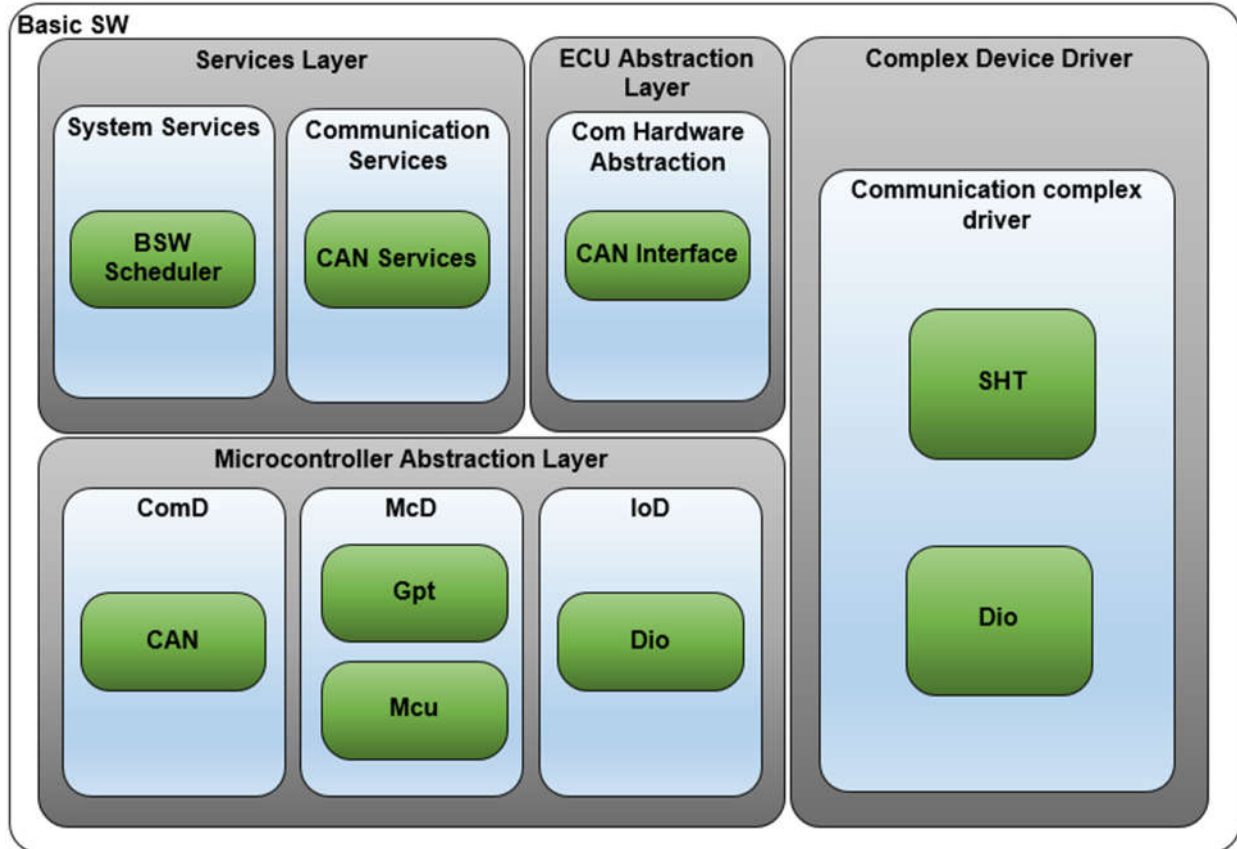 Basic SW
Services Layer
System Services
BSW
Scheduler
Communication
Services
CAN Services
ECU Abstraction
Layer
Com Hardware
Abstraction
CAN Interface
Complex Device Driver
Communication complex
driver
SHT
Dio
Microcontroller Abstraction Layer
ComD
CAN
McD
Gpt
Mcu
IoD
Dio